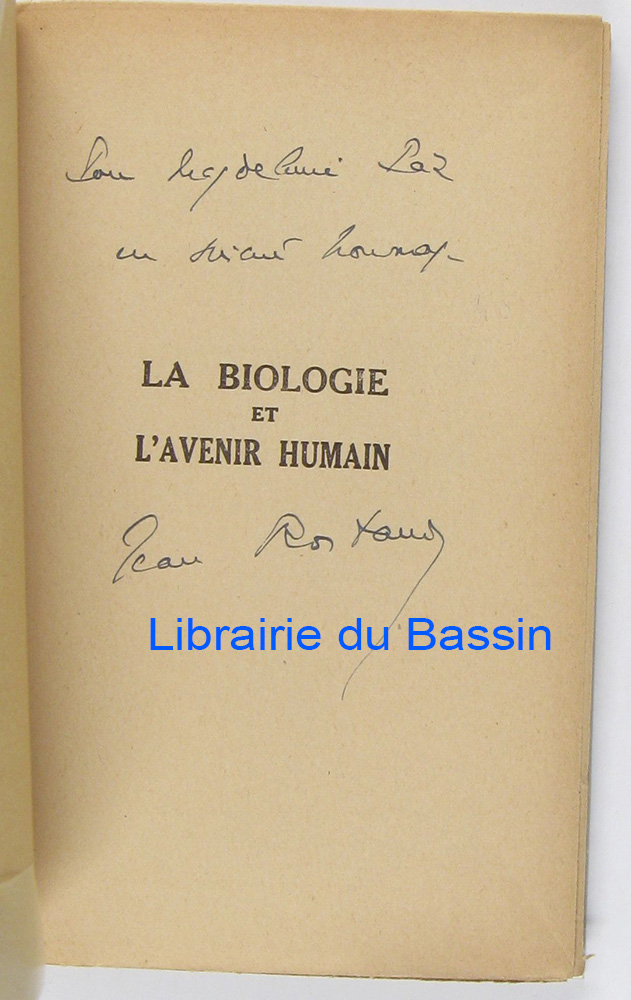 Pour Magdeleine Paz
en sincère hommage
LA BIOLOGIE
ET
L'AVENIR HUMAIN
Jean Rostand
Librairie du Bassin